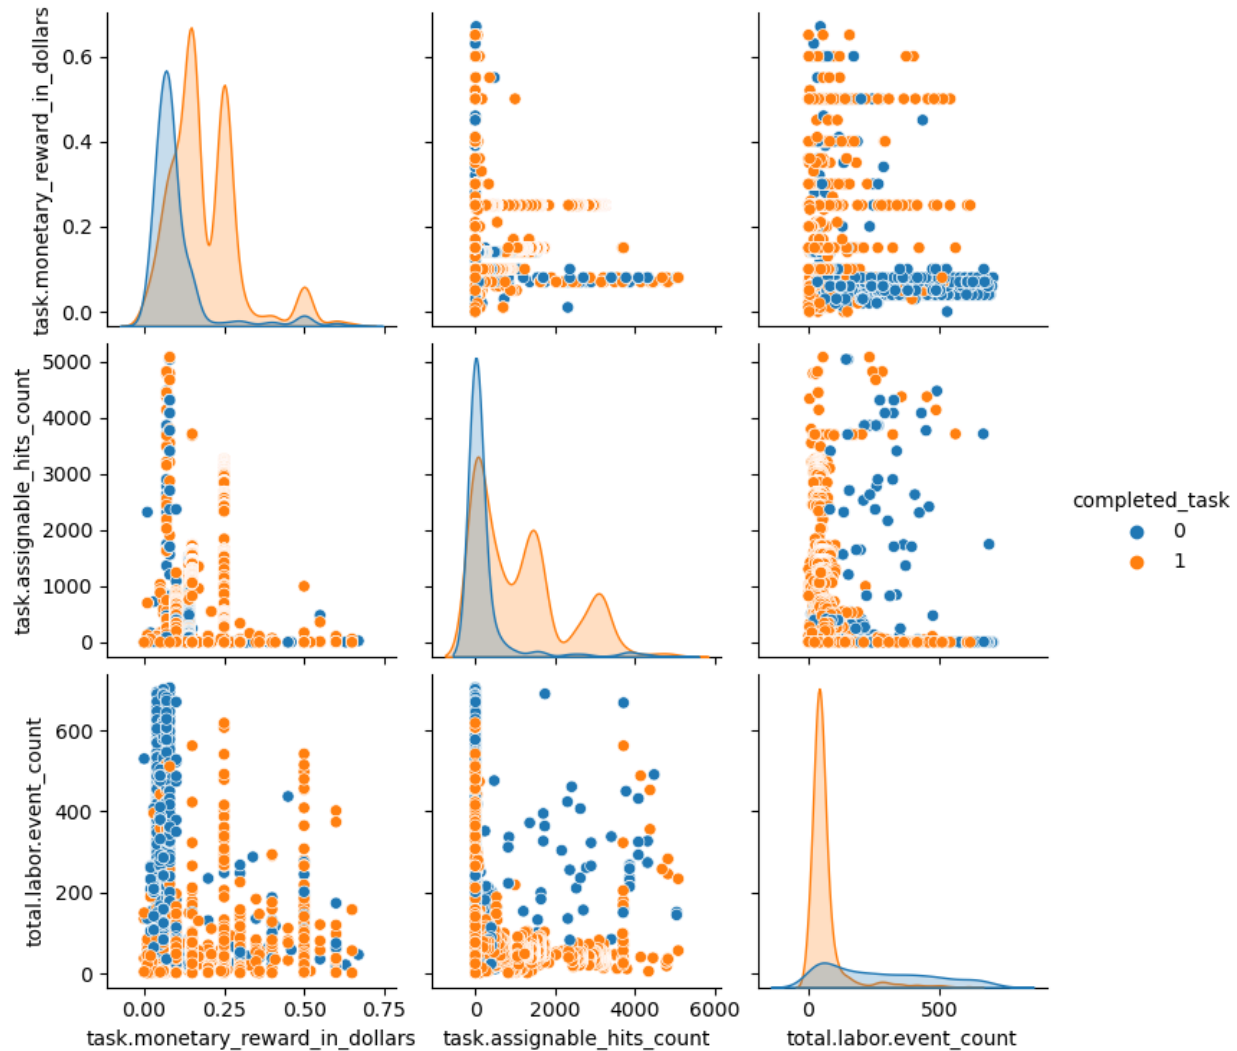 task.monetary_reward_in_dollars
0.6
0.4
0.2
0.0
task.assignable_hits_count
5000
4000
3000
2000
1000
0
completed_task
0
1
total.labor.event_count
600
400
200
0
0.00 0.25 0.50 0.75
0 2000 4000 6000
0 500
task.monetary_reward_in_dollars
task.assignable_hits_count
total.labor.event_count